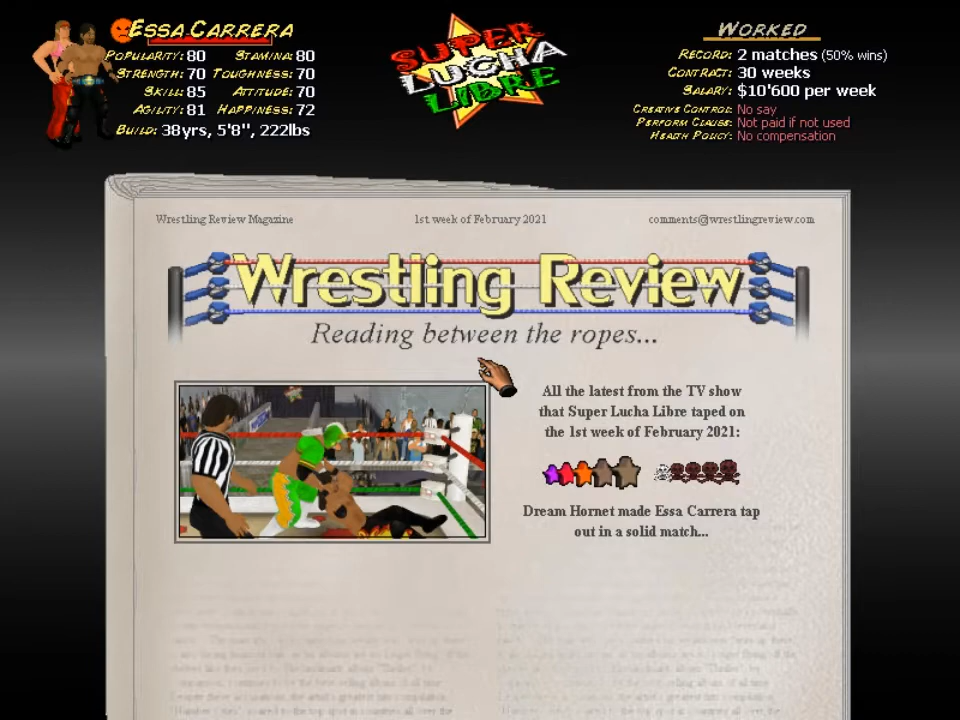 Essa Carrera
Popularity: 80 Stamina: 80
Strength: 70 Toughness: 70
Skill: 85 Attitude: 70
Agility: 81 Happiness: 72
Build: 38yrs, 5'8", 222lbs
SUPER
LUCHA
LIBRE
Worked
Record: 2 matches (50% wins)
Contract: 30 weeks
Salary: $10'600 per week
Creative Control: No say
Perform Clause: Not paid if not used
Health Policy: No compensation
Wrestling Review Magazine 1st week of February 2021 comments@wrestlingreview.com
Wrestling Review
Reading between the ropes...
All the latest from the TV show
that Super Lucha Libre taped on
the 1st week of February 2021:
Dream Hornet made Essa Carrera tap
out in a solid match...